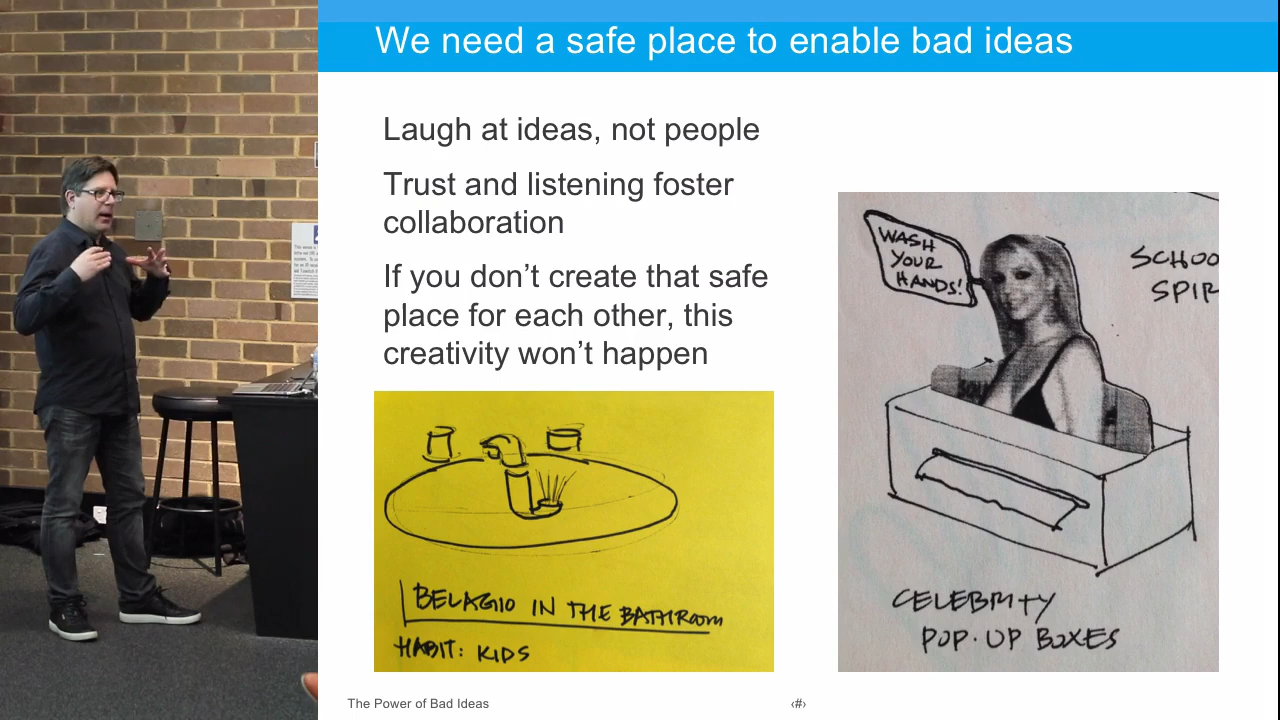 We need a safe place to enable bad ideas
Laugh at ideas, not people
Trust and listening foster
collaboration
If you don’t create that safe
place for each other, this
creativity won’t happen
WASH
YOUR
HANDS!
SCHOO
SPIR
BELAGIO IN THE BATHROOM
HABIT: KIDS
CELEBRITY
POP-UP BOXES
The Power of Bad Ideas
‹#›